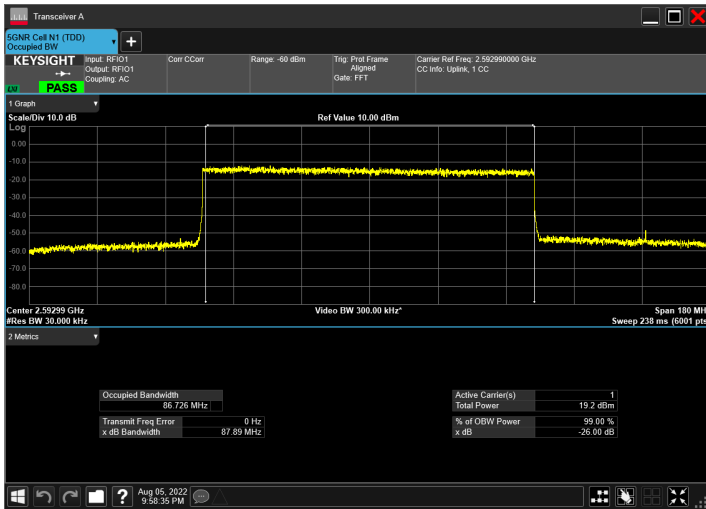 Transceiver A
5GNR Cell N1 (TDD)
Occupied BW
KEYSIGHT
LXI
PASS
Input: RFIO1
Output: RFIO1
Coupling: AC
Corr CCorr
Range: -60 dBm
Trig: Prot Frame
Aligned
Gate: FFT
Carrier Ref Freq: 2.592990000 GHz
CC Info: Uplink, 1 CC
1 Graph
Scale/Div 10.0 dB
Ref Value 10.00 dBm
Log
0.00
-10.0
-20.0
-30.0
-40.0
-50.0
-60.0
-70.0
-80.0
Center 2.59299 GHz
Video BW 300.00 kHz*
Span 180 MH
#Res BW 30.000 kHz
Sweep 238 ms (6001 pts
2 Metrics
Occupied Bandwidth
86.726 MHz
Transmit Freq Error 0 Hz
x dB Bandwidth 87.89 MHz
Active Carrier(s) 1
Total Power 19.2 dBm
% of OBW Power 99.00 %
x dB -26.00 dB
?
Aug 05, 2022
9:58:35 PM